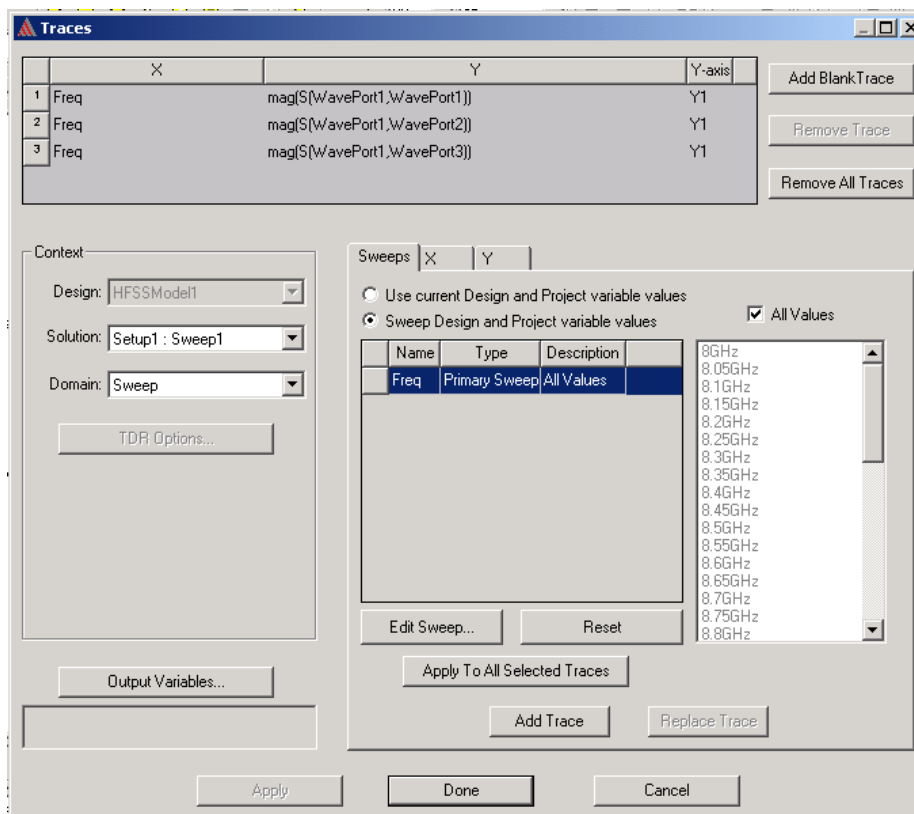 Traces
X Y Y-axis
1 Freq mag(S(WavePort1,WavePort1)) Y1
2 Freq mag(S(WavePort1,WavePort2)) Y1
3 Freq mag(S(WavePort1,WavePort3)) Y1
Add BlankTrace
Remove Trace
Remove All Traces
Context
Design: HFSSModel1
Solution: Setup1 : Sweep1
Domain: Sweep
TDR Options...
Output Variables...
Sweeps X Y
Use current Design and Project variable values
Sweep Design and Project variable values
All Values
Name Type Description
Freq Primary Sweep All Values
8GHz
8.05GHz
8.1GHz
8.15GHz
8.2GHz
8.25GHz
8.3GHz
8.35GHz
8.4GHz
8.45GHz
8.5GHz
8.55GHz
8.6GHz
8.65GHz
8.7GHz
8.75GHz
8.8GHz
Edit Sweep... Reset
Apply To All Selected Traces
Add Trace Replace Trace
Apply Done Cancel